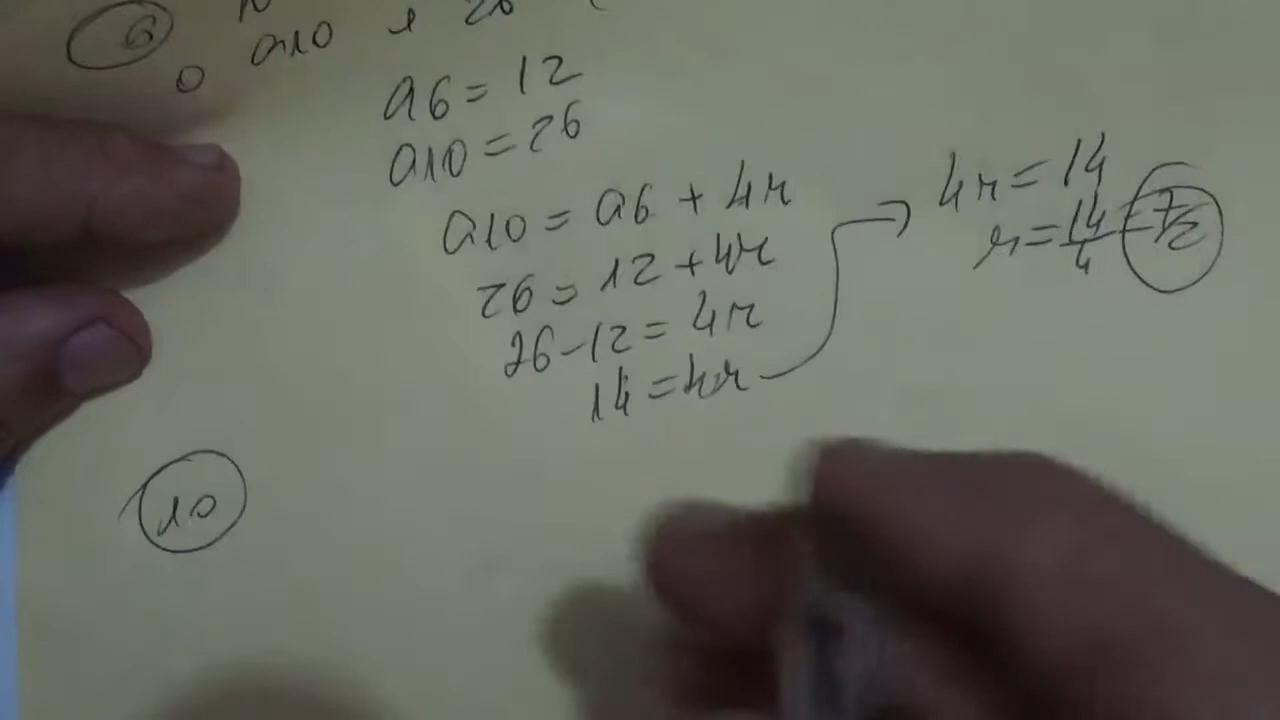 6
o a10 é 26
a6 = 12
a10 = 26
a10 = a6 + 4r
26 = 12 + 4r
26 - 12 = 4r
14 = 4r
4r = 14
r = 14/4 = 7/2
10